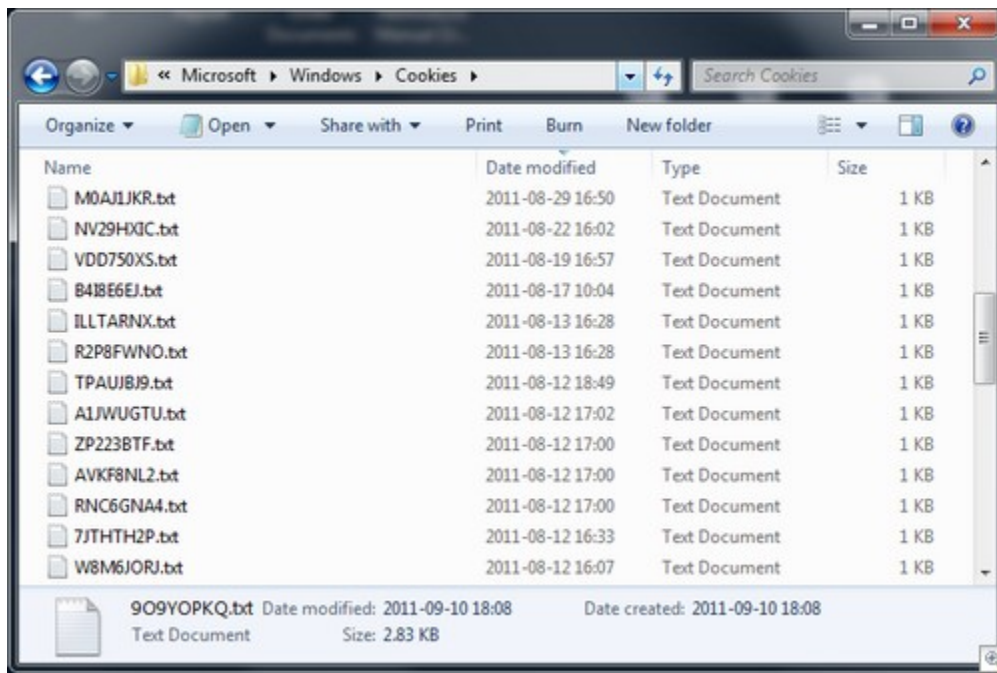 « Microsoft ▸ Windows ▸ Cookies ▸ Search Cookies
Organize Open Share with Print Burn New folder
Name Date modified Type Size
M0AJ1JKR.txt 2011-08-29 16:50 Text Document 1 KB
NV29HXIC.txt 2011-08-22 16:02 Text Document 1 KB
VDD750XS.txt 2011-08-19 16:57 Text Document 1 KB
B4I8E6EJ.txt 2011-08-17 10:04 Text Document 1 KB
ILLTARNX.txt 2011-08-13 16:28 Text Document 1 KB
R2P8FWNO.txt 2011-08-13 16:28 Text Document 1 KB
TPAUJBJ9.txt 2011-08-12 18:49 Text Document 1 KB
A1JWUGTU.txt 2011-08-12 17:02 Text Document 1 KB
ZP223BTF.txt 2011-08-12 17:00 Text Document 1 KB
AVKF8NL2.txt 2011-08-12 17:00 Text Document 1 KB
RNC6GNA4.txt 2011-08-12 17:00 Text Document 1 KB
7JTHTH2P.txt 2011-08-12 16:33 Text Document 1 KB
W8M6JORJ.txt 2011-08-12 16:07 Text Document 1 KB
9O9YOPKQ.txt Date modified: 2011-09-10 18:08 Date created: 2011-09-10 18:08
Text Document Size: 2.83 KB